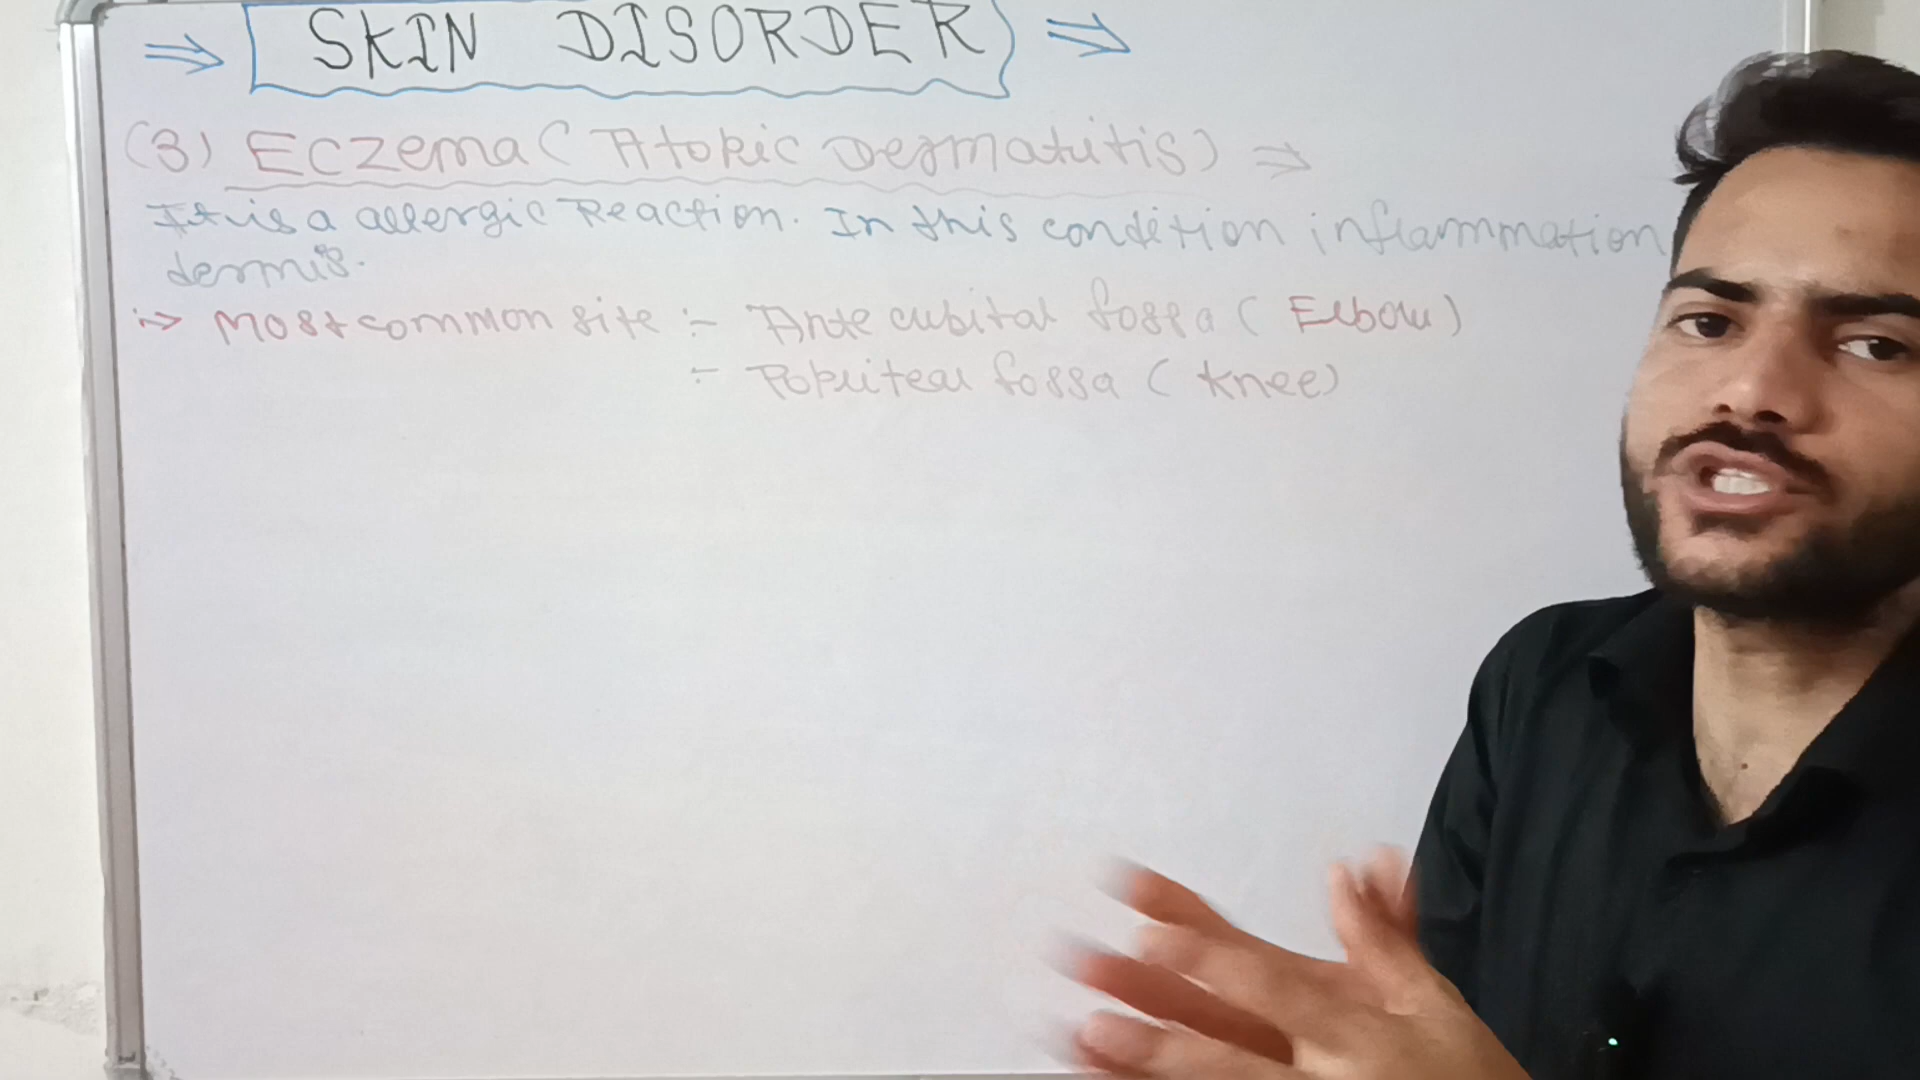 ⇒ SKIN DISORDER ⇒
(3) Eczema ( Atopic Dermatitis) ⇒
It is a allergic Reaction. In this condition inflammation
dermis.
⇒ Most common site :- Ante cubital fossa ( Elbow)
:- Popliteal fossa ( Knee)